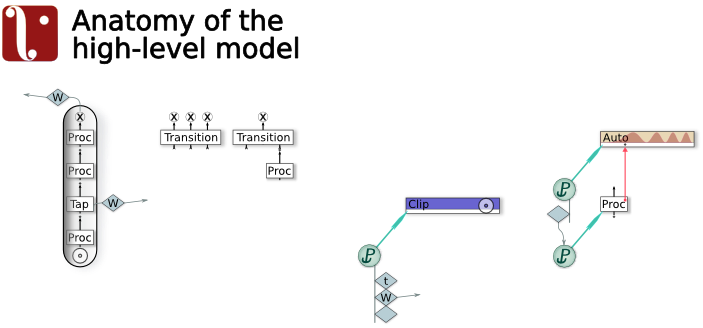 Anatomy of the
high-level model
W
X
Proc
Proc
Tap
W
Proc
X X X
Transition
X
Transition
Proc
Clip
t
W
Auto
Proc